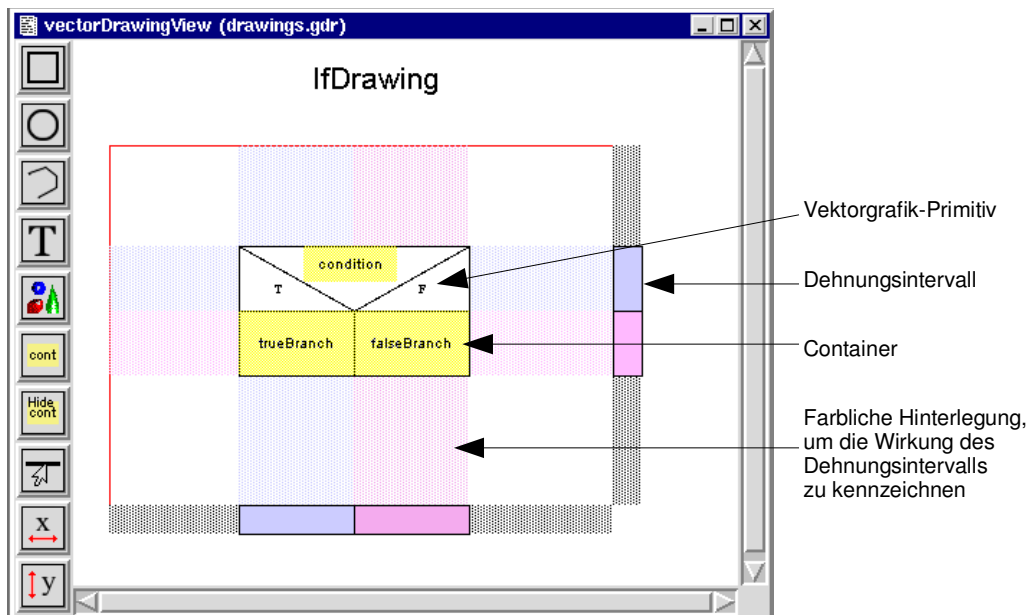 vectorDrawingView (drawings.gdr)
IfDrawing
T
cont
Hide
cont
x
y
condition
T
F
trueBranch
falseBranch
Vektorgrafik-Primitiv
Dehnungsintervall
Container
Farbliche Hinterlegung,
um die Wirkung des
Dehnungsintervalls
zu kennzeichnen